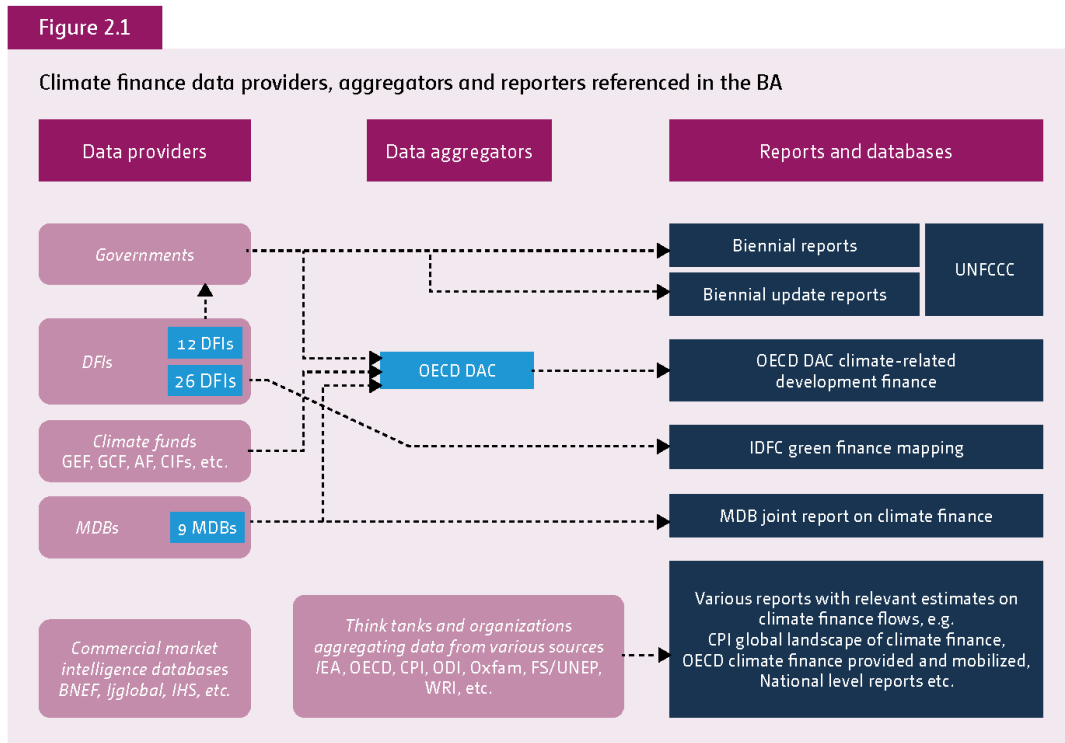 Figure 2.1
Climate finance data providers, aggregators and reporters referenced in the BA
Data providers
Data aggregators
Reports and databases
Governments
Biennial reports
Biennial update reports
UNFCCC
DFIs
12 DFIs
26 DFIs
OECD DAC
OECD DAC climate-related
development finance
Climate funds
GEF, GCF, AF, CIFs, etc.
IDFC green finance mapping
MDBs
9 MDBs
MDB joint report on climate finance
Commercial market
intelligence databases
BNEF, Ijglobal, IHS, etc.
Think tanks and organizations
aggregating data from various sources
IEA, OECD, CPI, ODI, Oxfam, FS/UNEP,
WRI, etc.
Various reports with relevant estimates on
climate finance flows, e.g.
CPI global landscape of climate finance,
OECD climate finance provided and mobilized,
National level reports etc.